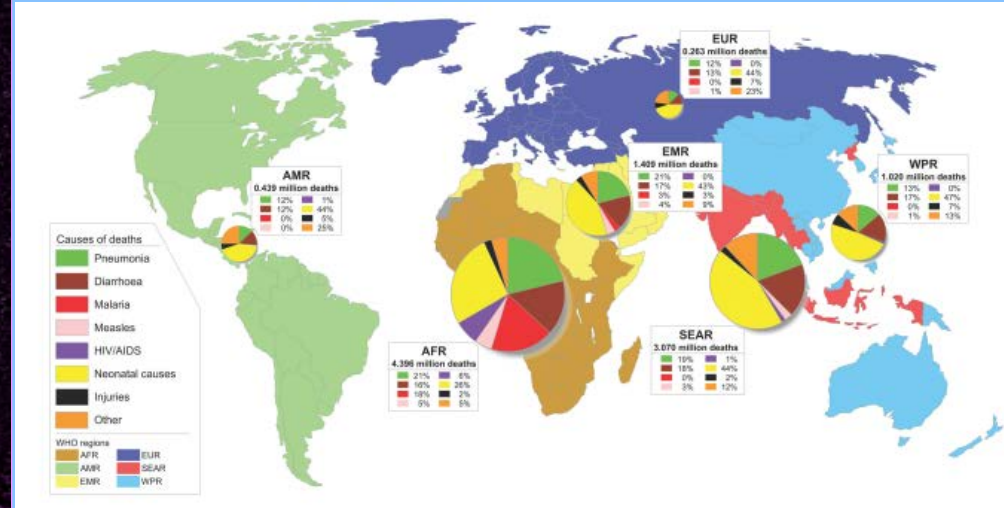 EUR
0.263 million deaths
12% 0%
13% 44%
0% 7%
1% 23%
EMR
1.409 million deaths
21% 0%
17% 43%
3% 3%
4% 9%
WPR
1.020 million deaths
13% 0%
17% 47%
0% 7%
1% 13%
AMR
0.439 million deaths
12% 1%
12% 44%
0% 5%
0% 25%
Causes of deaths
Pneumonia
Diarrhoea
Malaria
Measles
HIV/AIDS
Neonatal causes
Injuries
Other
WHO regions
AFR EUR
AMR SEAR
EMR WPR
AFR
4.396 million deaths
21% 6%
16% 26%
18% 2%
5% 5%
SEAR
3.070 million deaths
19% 1%
18% 44%
0% 2%
3% 12%